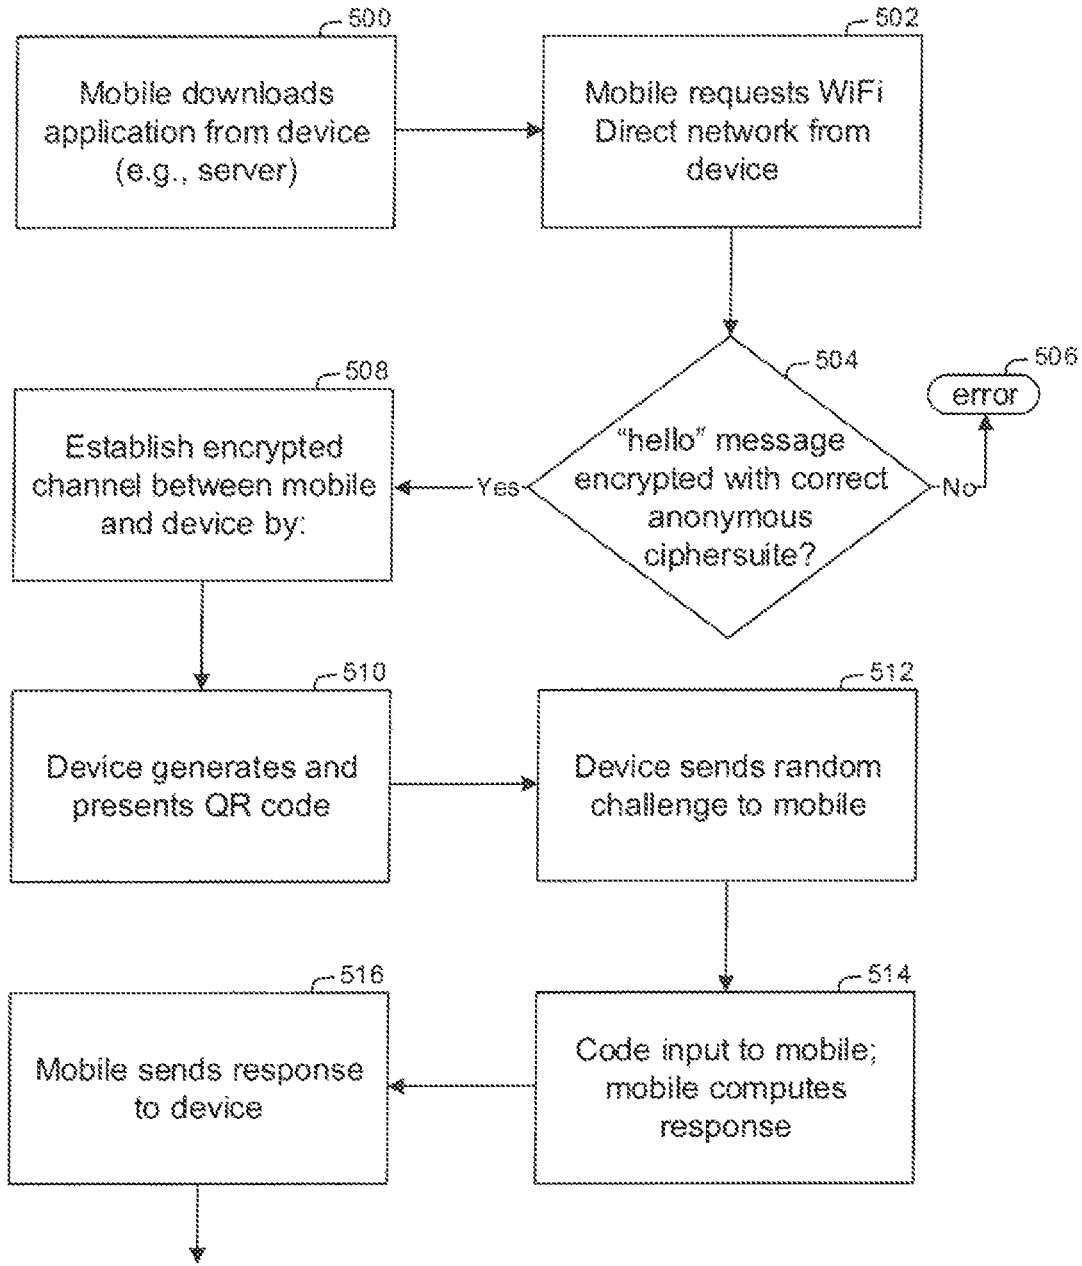 500
Mobile downloads
application from device
(e.g., server)
502
Mobile requests WiFi
Direct network from
device
504
"hello" message
encrypted with correct
anonymous
ciphersuite?
Yes
No
506
error
508
Establish encrypted
channel between mobile
and device by:
510
Device generates and
presents QR code
512
Device sends random
challenge to mobile
514
Code input to mobile;
mobile computes
response
516
Mobile sends response
to device